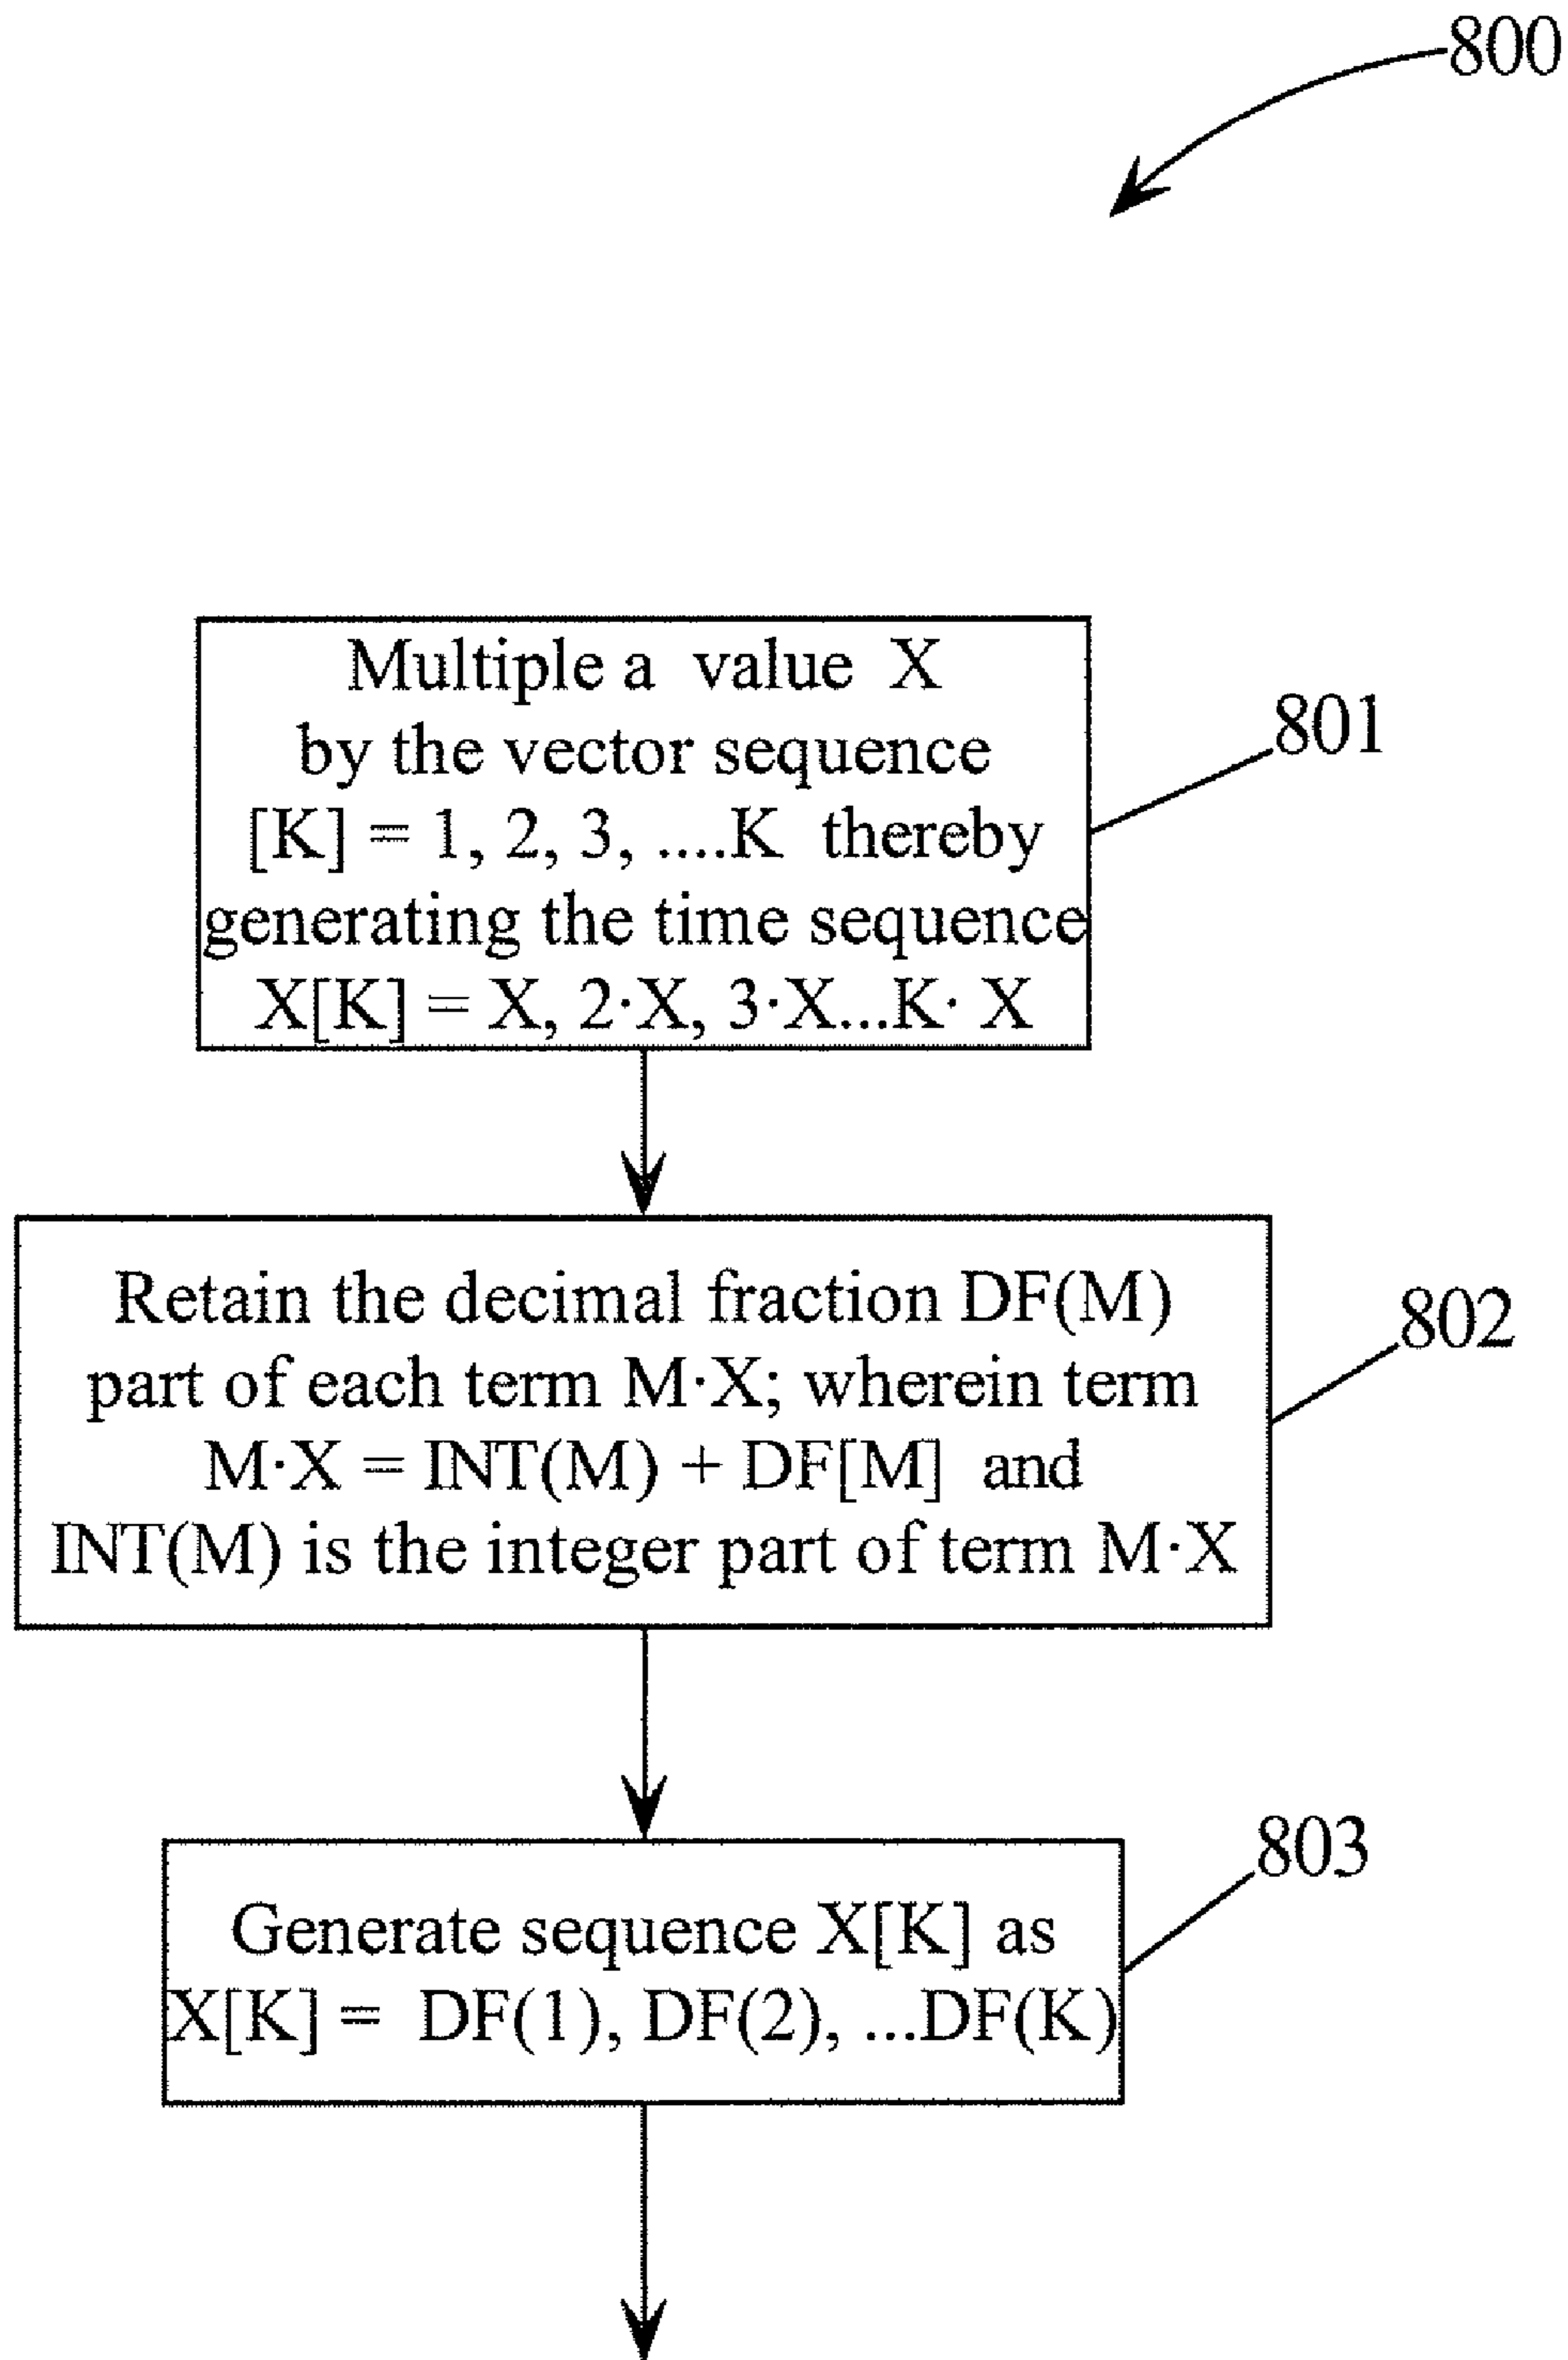 800
Multiple a value X
by the vector sequence
[K] = 1, 2, 3, ....K thereby
generating the time sequence
X[K] = X, 2·X, 3·X...K· X
801
Retain the decimal fraction DF(M)
part of each term M·X; wherein term
M·X = INT(M) + DF[M] and
INT(M) is the integer part of term M·X
802
Generate sequence X[K] as
X[K] = DF(1), DF(2), ...DF(K)
803